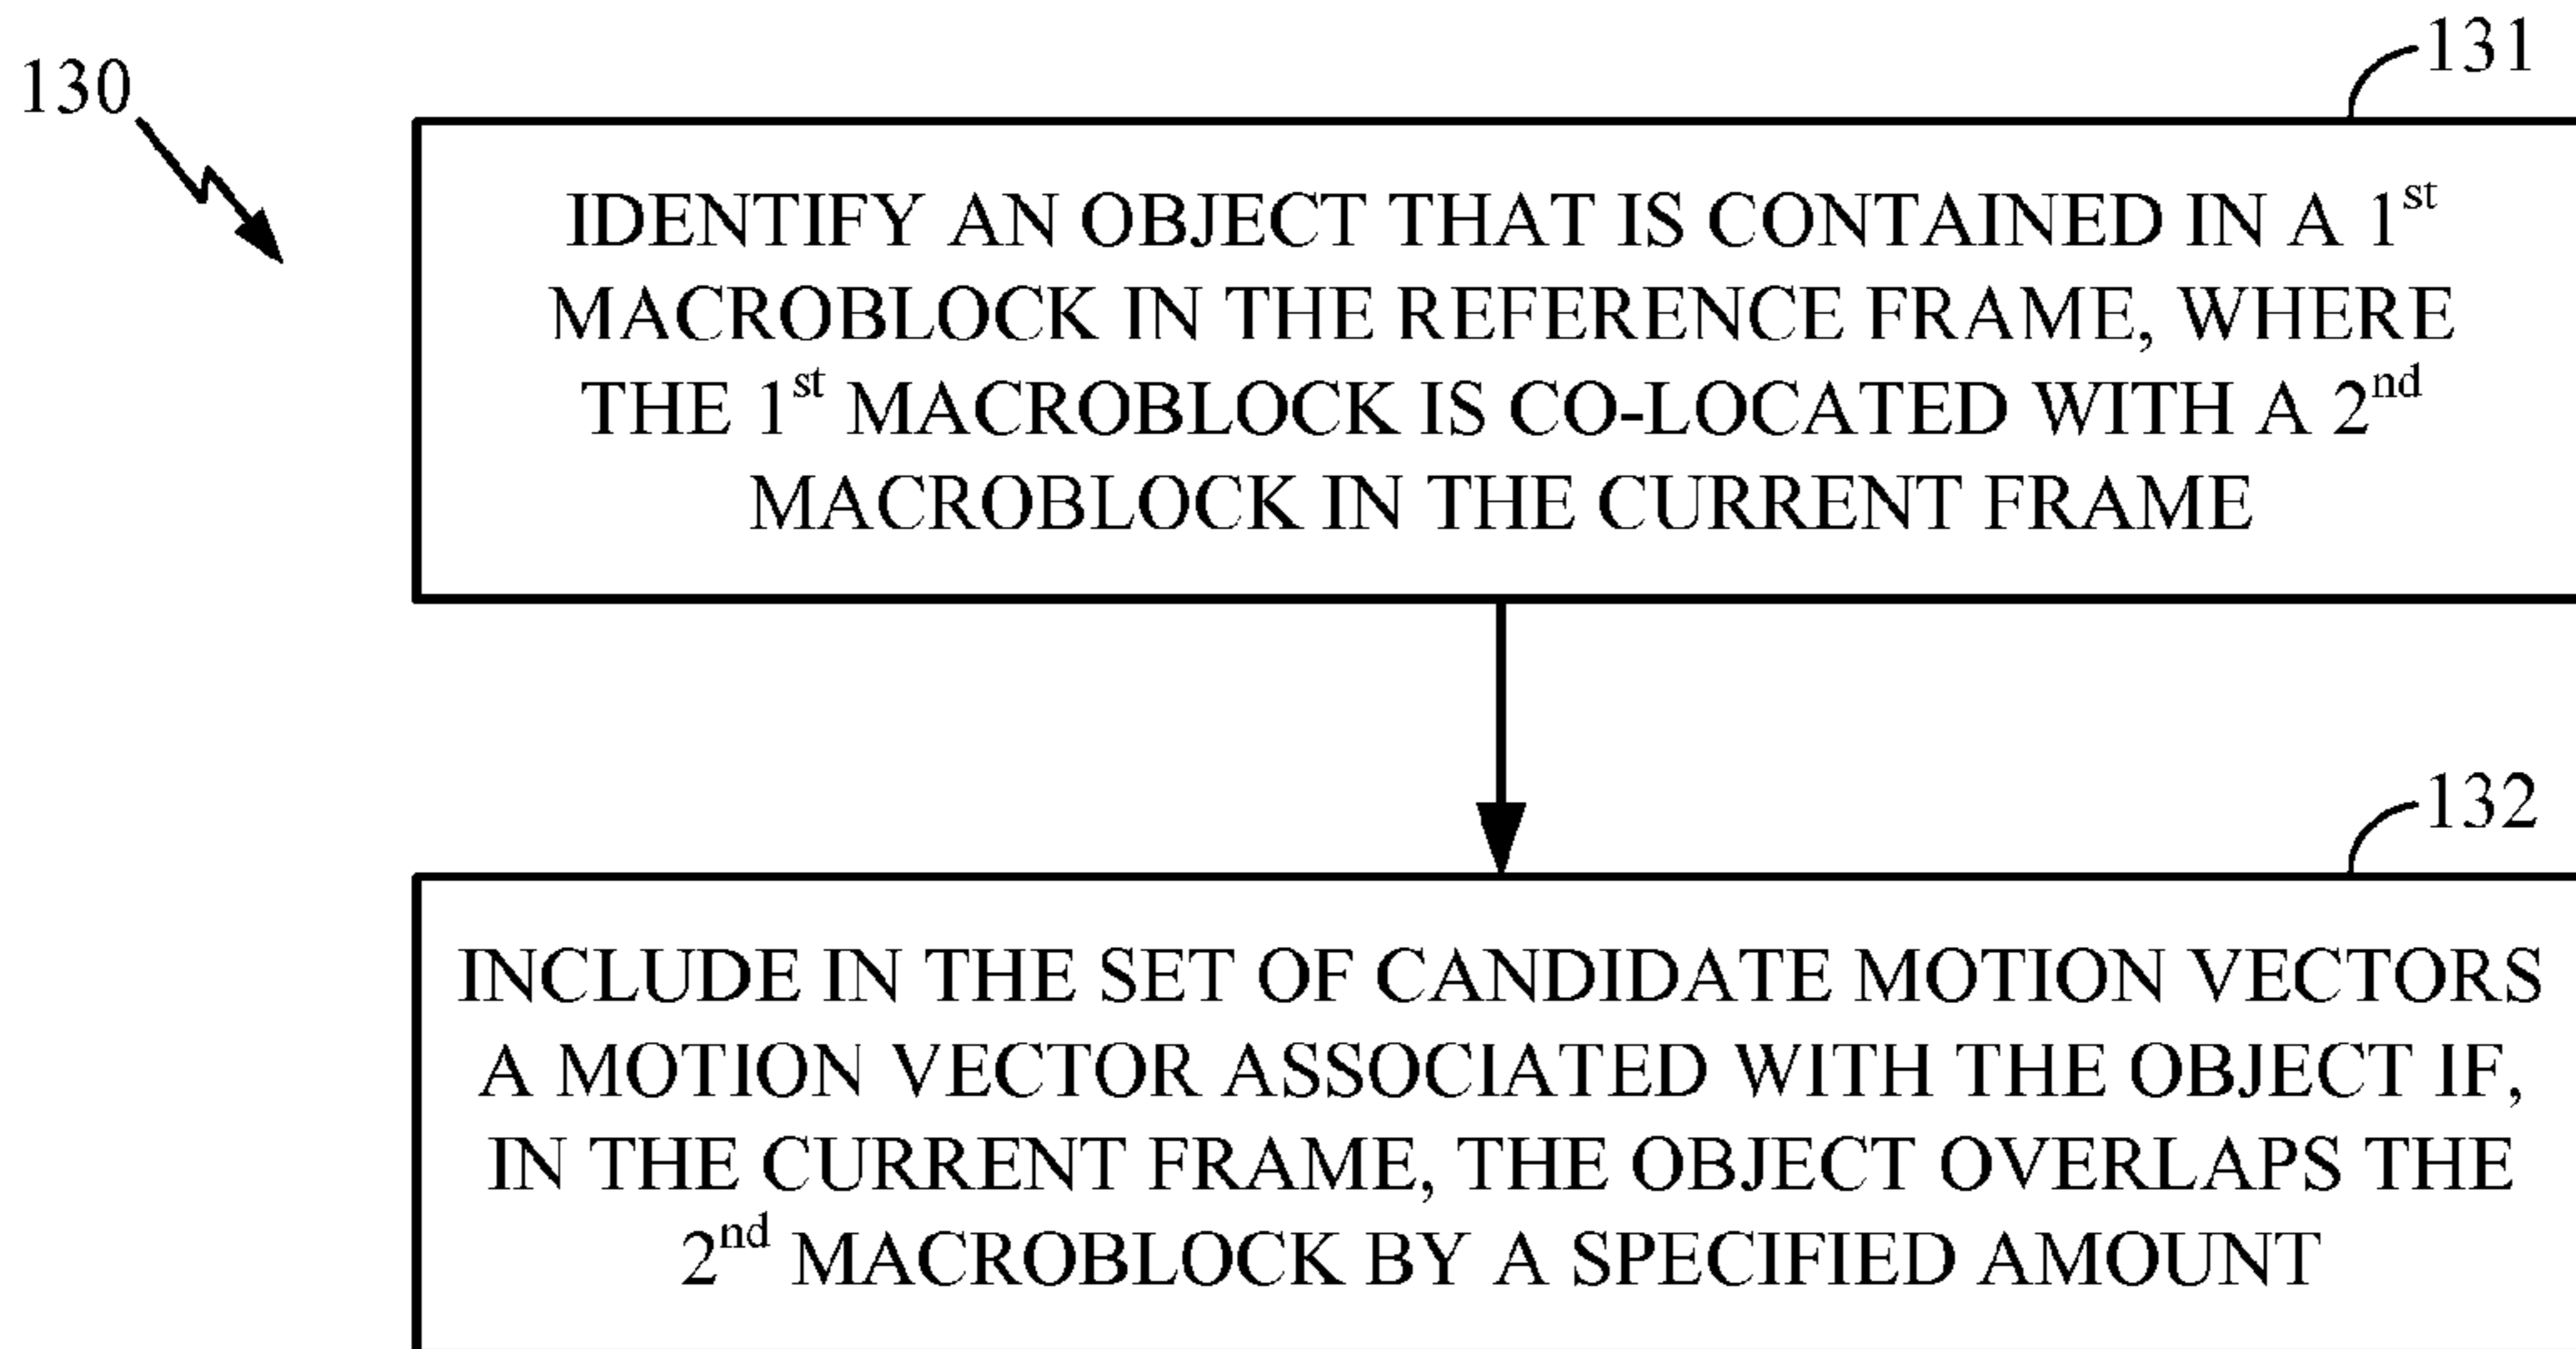 130
131
IDENTIFY AN OBJECT THAT IS CONTAINED IN A 1st
MACROBLOCK IN THE REFERENCE FRAME, WHERE
THE 1st MACROBLOCK IS CO-LOCATED WITH A 2nd
MACROBLOCK IN THE CURRENT FRAME
132
INCLUDE IN THE SET OF CANDIDATE MOTION VECTORS
A MOTION VECTOR ASSOCIATED WITH THE OBJECT IF,
IN THE CURRENT FRAME, THE OBJECT OVERLAPS THE
2nd MACROBLOCK BY A SPECIFIED AMOUNT